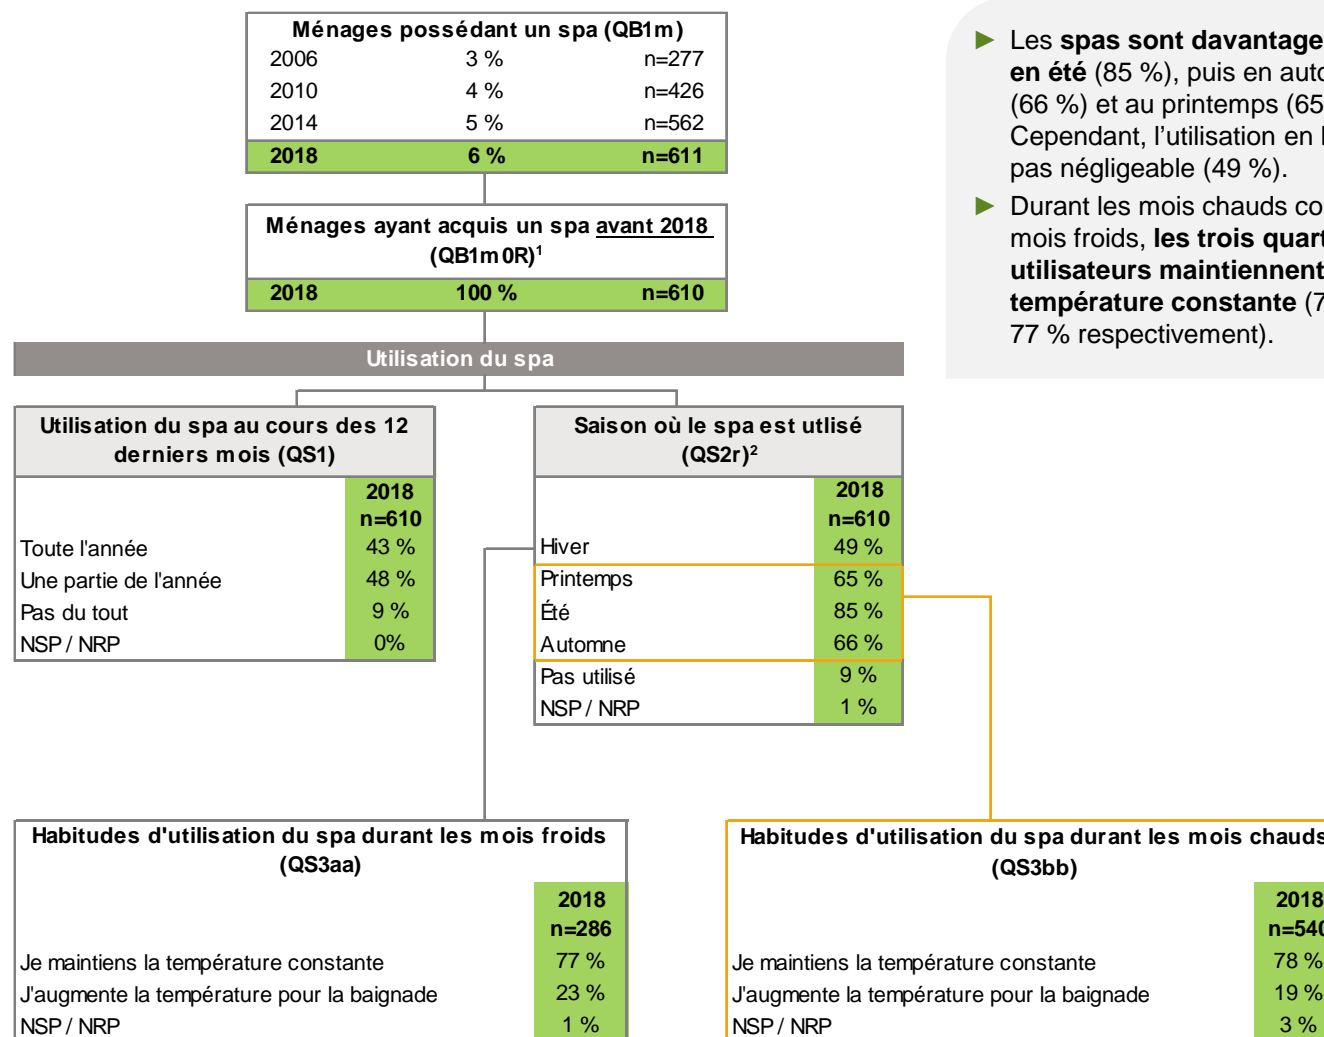 Ménages possédant un spa (QB1m)
2006 3 % n=277
2010 4 % n=426
2014 5 % n=562
2018 6 % n=611
Ménages ayant acquis un spa avant 2018
(QB1m0R)¹
2018 100 % n=610
► Les spas sont davantage
en été (85 %), puis en auto
(66 %) et au printemps (65
Cependant, l'utilisation en
pas négligeable (49 %).
► Durant les mois chauds co
mois froids, les trois quart
utilisateurs maintiennent
température constante (7
77 % respectivement).
Utilisation du spa
Utilisation du spa au cours des 12
derniers mois (QS1)
2018
n=610
Toute l'année 43 %
Une partie de l'année 48 %
Pas du tout 9 %
NSP / NRP 0%
Saison où le spa est utlisé
(QS2r)²
2018
n=610
Hiver 49 %
Printemps 65 %
Été 85 %
Automne 66 %
Pas utilisé 9 %
NSP / NRP 1 %
Habitudes d'utilisation du spa durant les mois froids
(QS3aa)
2018
n=286
Je maintiens la température constante 77 %
J'augmente la température pour la baignade 23 %
NSP / NRP 1 %
Habitudes d'utilisation du spa durant les mois chauds
(QS3bb)
2018
n=540
Je maintiens la température constante 78 %
J'augmente la température pour la baignade 19 %
NSP / NRP 3 %